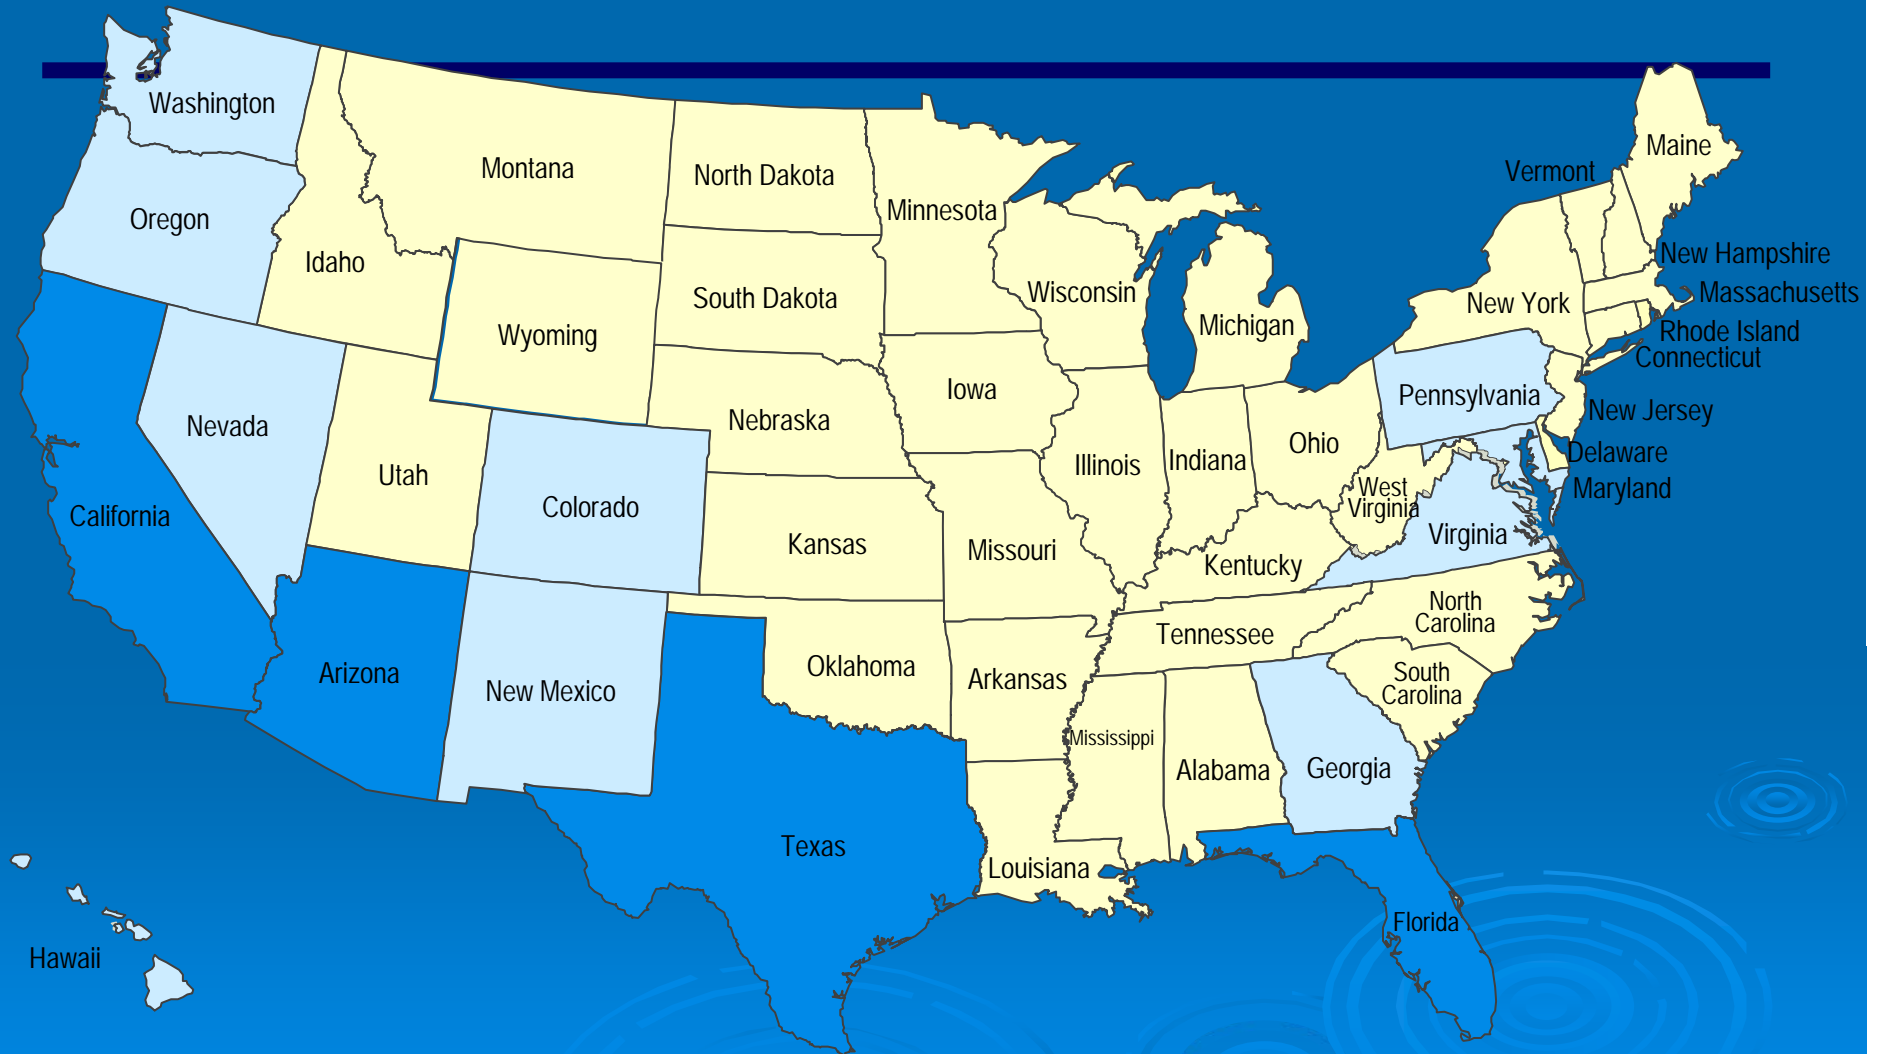 Washington
Oregon
California
Nevada
Idaho
Montana
Wyoming
Utah
Arizona
Colorado
New Mexico
North Dakota
South Dakota
Nebraska
Kansas
Oklahoma
Texas
Minnesota
Iowa
Missouri
Arkansas
Louisiana
Wisconsin
Illinois
Michigan
Indiana
Ohio
Kentucky
Tennessee
Mississippi
Alabama
Georgia
Florida
South
Carolina
North
Carolina
Virginia
West
Virginia
Pennsylvania
New York
Vermont
Maine
New Hampshire
Massachusetts
Rhode Island
Connecticut
New Jersey
Delaware
Maryland
Hawaii